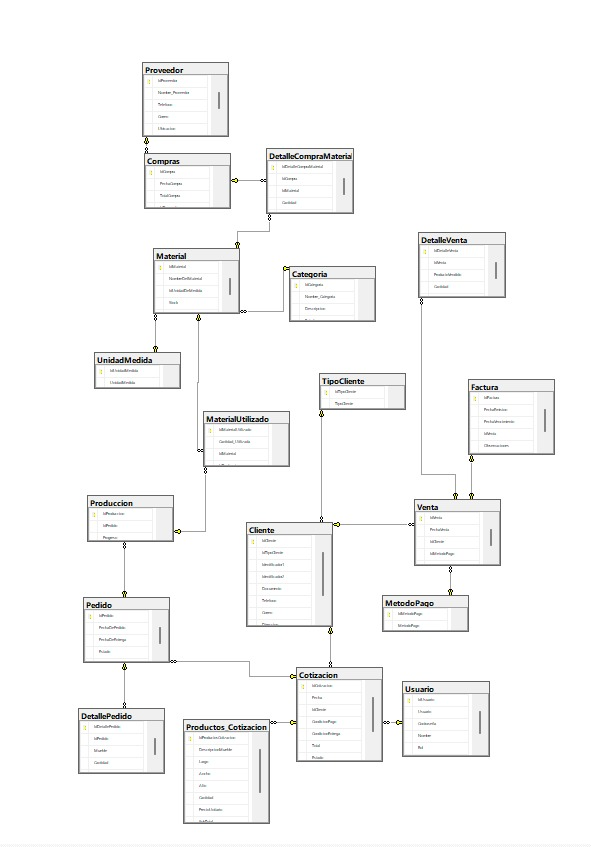 Proveedor
IdProveedor
Nombre_Proveedor
Telefono
Correo
Ubicacion
Compras
IdCompra
FechaCompra
TotalCompra
DetalleCompraMaterial
IdDetalleCompraMaterial
IdCompra
IdMaterial
Cantidad
Material
IdMaterial
NombreDelMaterial
IdUnidadDeMedida
Stock
Categoria
IdCategoria
Nombre_Categoria
Descripcion
DetalleVenta
IdDetalleVenta
IdVenta
ProductoVendido
Cantidad
UnidadMedida
IdUnidadMedida
UnidadMedida
TipoCliente
IdTipoCliente
TipoCliente
Factura
IdFactura
FechaEmision
FechaVencimiento
IdVenta
Observaciones
MaterialUtilizado
IdMaterialUtilizado
Cantidad_Utilizada
IdMaterial
Produccion
IdProduccion
IdPedido
Progreso
Cliente
IdCliente
IdTipoCliente
Identificador1
Identificador2
Documento
Telefono
Correo
Direccion
Venta
IdVenta
FechaVenta
IdCliente
IdMetodoPago
MetodoPago
IdMetodoPago
MetodoPago
Pedido
IdPedido
FechaDePedido
FechaDeEntrega
Estado
Cotizacion
IdCotizacion
Fecha
IdCliente
CondicionPago
CondicionEntrega
Total
Estado
Usuario
IdUsuario
Usuario
Contraseña
Nombre
Rol
DetallePedido
IdDetallePedido
IdPedido
Mueble
Cantidad
Productos_Cotizacion
IdProductosCotizacion
DescripcionMueble
Largo
Ancho
Alto
Cantidad
PrecioUnitario
SubTotal